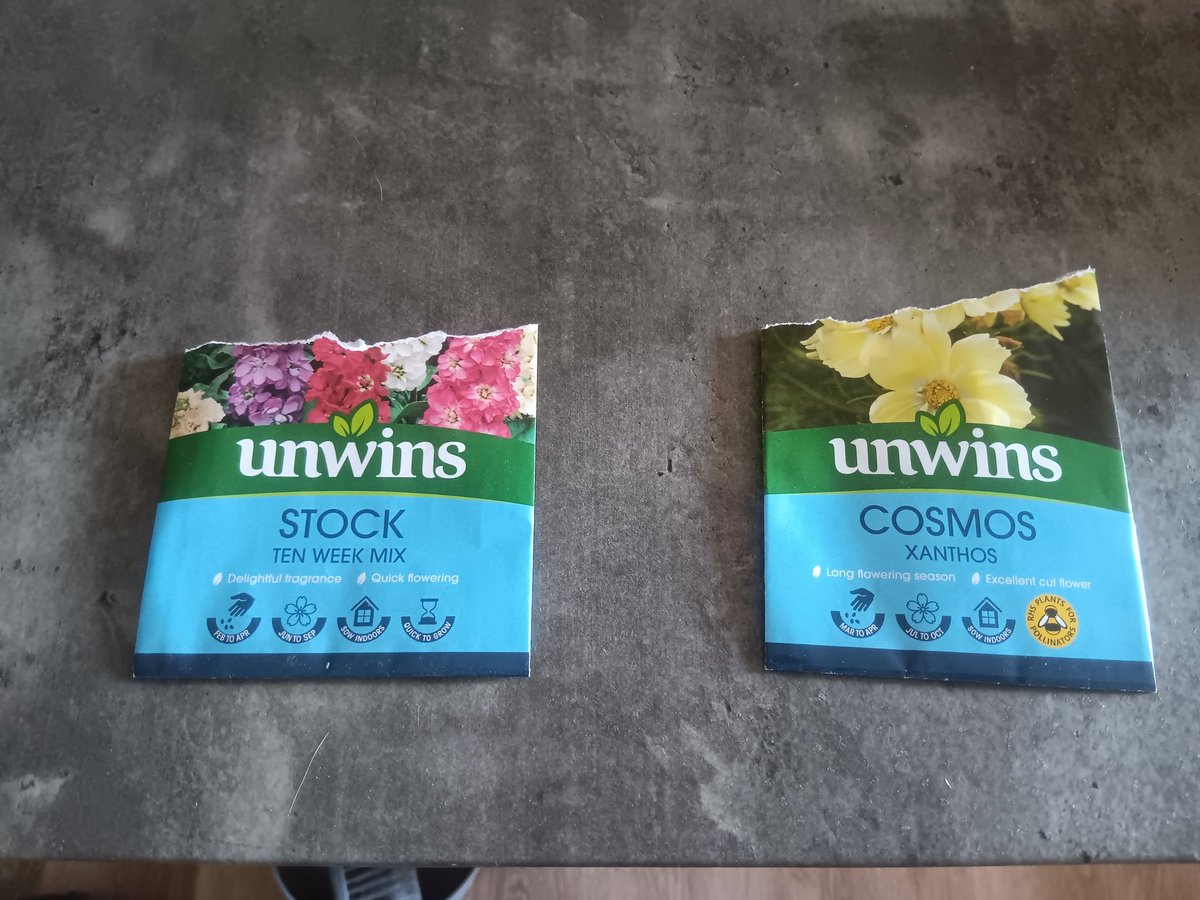 unwins
STOCK
TEN WEEK MIX
Delightful fragrance Quick flowering
FEB TO APR JUN TO SEP SOW INDOORS QUICK TO GROW
unwins
COSMOS
XANTHOS
Long flowering season Excellent cut flower
MAR TO APR JUL TO OCT SOW INDOORS RHS PLANTS FOR POLLINATORS